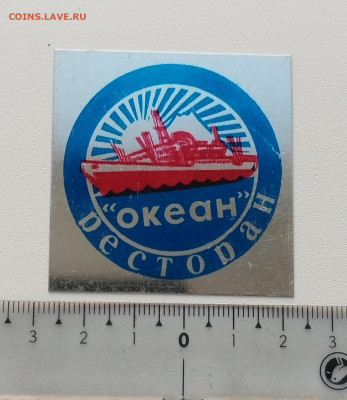 COINS.LAVE.RU
"океан"
ресторан
3 2 1 0 1 2 3